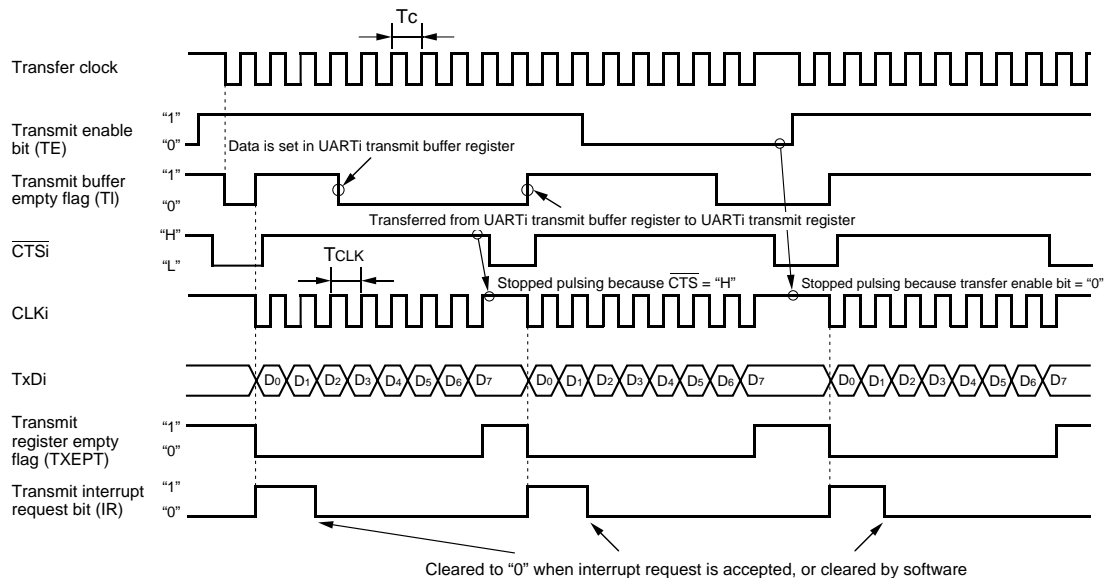 Tc
Transfer clock
Transmit enable
bit (TE)
“1”
“0”
Data is set in UARTi transmit buffer register
Transmit buffer
empty flag (TI)
“1”
“0”
Transferred from UARTi transmit buffer register to UARTi transmit register
CTSi
“H”
“L”
TCLK
Stopped pulsing because CTS = “H”
Stopped pulsing because transfer enable bit = “0”
CLKi
TxDi
D0 D1 D2 D3 D4 D5 D6 D7 D0 D1 D2 D3 D4 D5 D6 D7 D0 D1 D2 D3 D4 D5 D6 D7
Transmit
register empty
flag (TXEPT)
“1”
“0”
Transmit interrupt
request bit (IR)
“1”
“0”
Cleared to “0” when interrupt request is accepted, or cleared by software